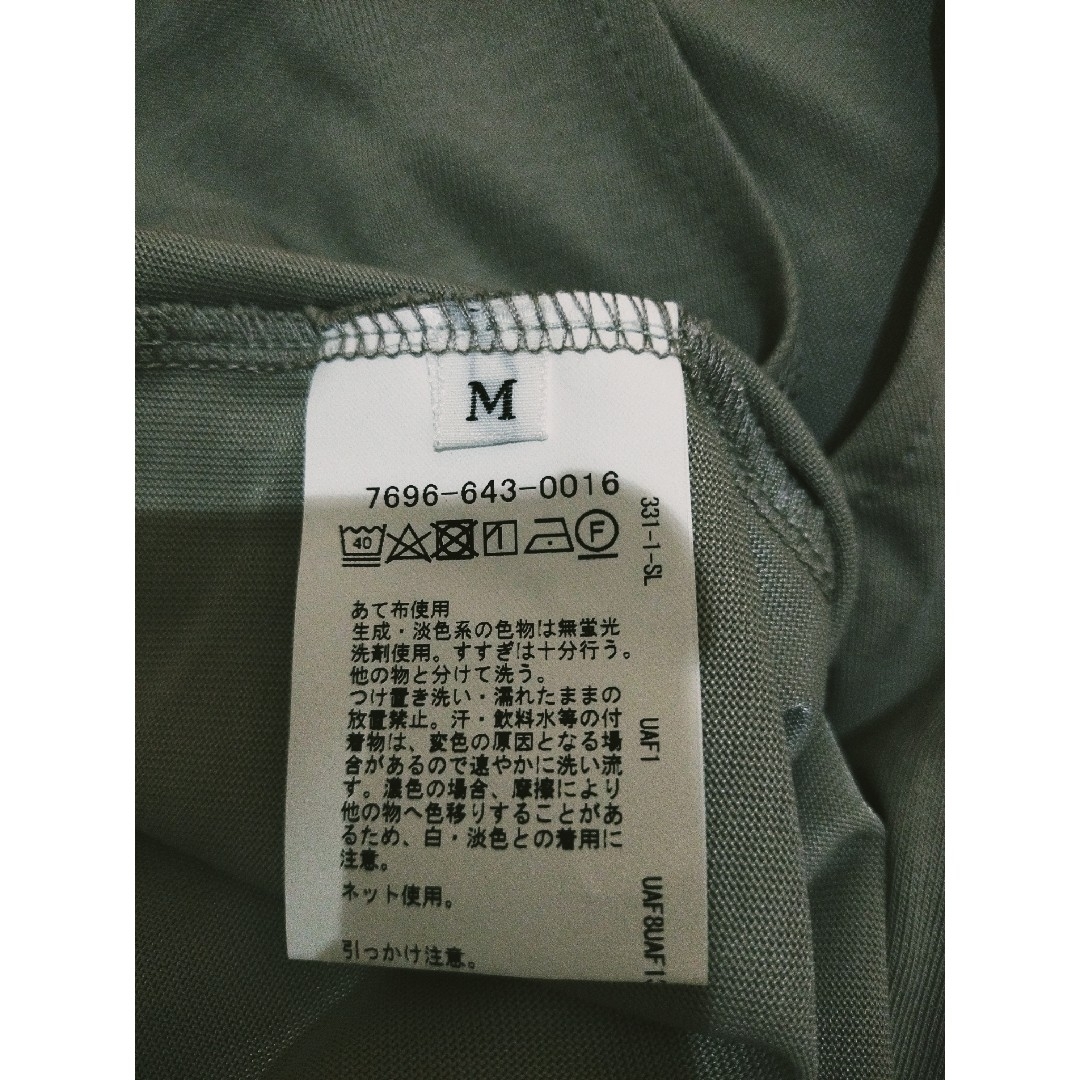 M
7696-643-0016
40
F
331-1-SL
あて布使用
生成・淡色系の色物は無蛍光
洗剤使用。すすぎは十分行う。
他の物と分けて洗う。
つけ置き洗い・濡れたままの
放置禁止。汗・飲料水等の付
着物は、変色の原因となる場
合があるので速やかに洗い流
す。濃色の場合、摩擦により
他の物へ色移りすることがあ
るため、白・淡色との着用に
注意。
ネット使用。
引っかけ注意。
UAF1
UAF8UAF1